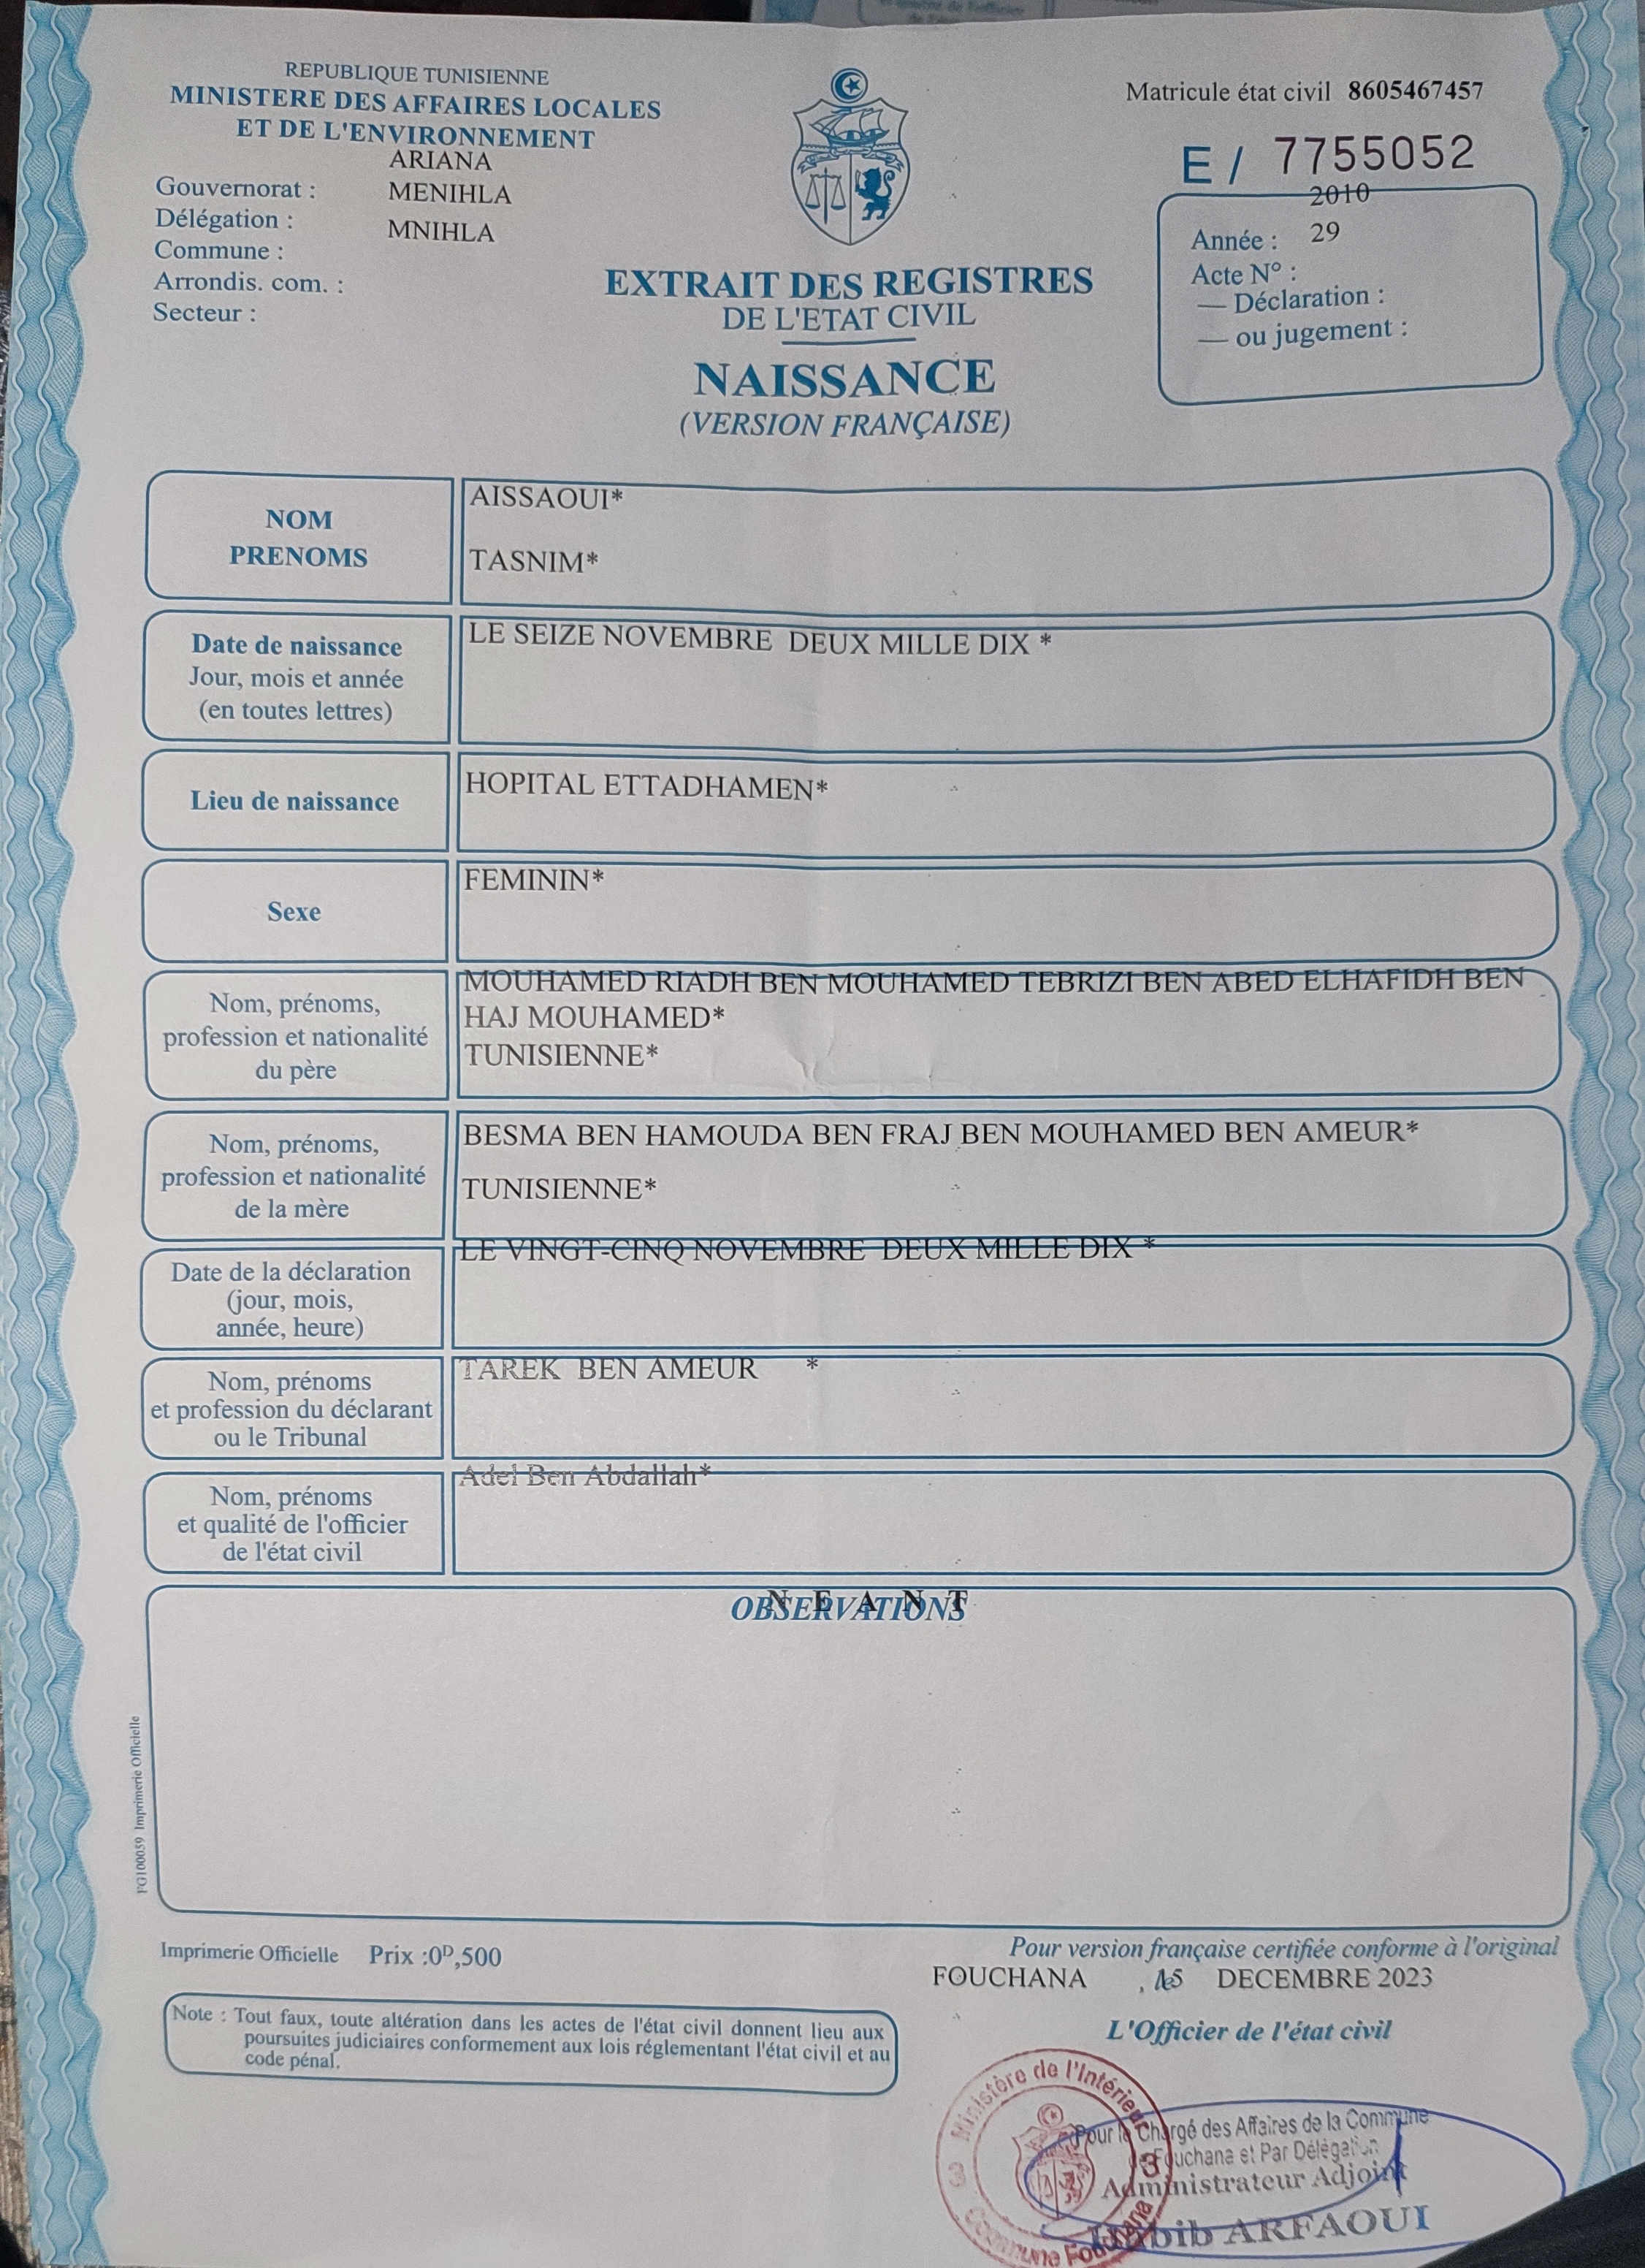 REPUBLIQUE TUNISIENNE
MINISTERE DES AFFAIRES LOCALES
ET DE L'ENVIRONNEMENT
ARIANA
Gouvernorat : MENIHLA
Délégation :
MNIHLA
Commune :
Arrondis. com. :
Secteur :
Matricule état civil 8605467457
E / 7755052
2010
Année : 29
Acte N° :
— Déclaration :
— ou jugement :
EXTRAIT DES REGISTRES
DE L'ETAT CIVIL
NAISSANCE
(VERSION FRANÇAISE)
NOM
PRENOMS
AISSAOUI*
TASNIM*
Date de naissance
Jour, mois et année
(en toutes lettres)
LE SEIZE NOVEMBRE DEUX MILLE DIX *
Lieu de naissance
HOPITAL ETTADHAMEN*
Sexe
FEMININ*
Nom, prénoms,
profession et nationalité
du père
MOUHAMED RIADH BEN MOUHAMED TEBRIZI BEN ABED ELHAFIDH BEN
HAJ MOUHAMED*
TUNISIENNE*
Nom, prénoms,
profession et nationalité
de la mère
BESMA BEN HAMOUDA BEN FRAJ BEN MOUHAMED BEN AMEUR*
TUNISIENNE*
Date de la déclaration
(jour, mois,
année, heure)
LE VINGT-CINQ NOVEMBRE DEUX MILLE DIX *
Nom, prénoms
et profession du déclarant
ou le Tribunal
TAREK BEN AMEUR *
Nom, prénoms
et qualité de l'officier
de l'état civil
Adel Ben Abdallah*
OBSERVATIONS
N E A N T
FG100059 Imprimerie Officielle
Imprimerie Officielle Prix :0ᴰ,500
Note : Tout faux, toute altération dans les actes de l'état civil donnent lieu aux
poursuites judiciaires conformement aux lois réglementant l'état civil et au
code pénal.
Pour version française certifiée conforme à l'original
FOUCHANA , le 15 DECEMBRE 2023
L'Officier de l'état civil
Ministère de l'Intérieur
3 3
Commune Fouchana
Pour le Chargé des Affaires de la Commune
Fouchana et Par Délégation
Administrateur Adjoint
Habib ARFAOUI